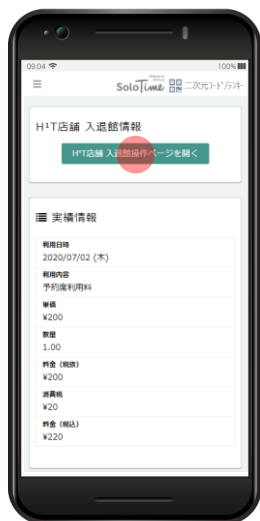 09:04 100%
SoloTime 二次元コード/テンキー
H¹T店舗 入退館情報
H¹T店舗 入退館操作ページを開く
実績情報
利用日時
2020/07/02 (木)
利用内容
予約席利用料
単価
¥200
数量
1.00
料金（税抜）
¥200
消費税
¥20
料金（税込）
¥220